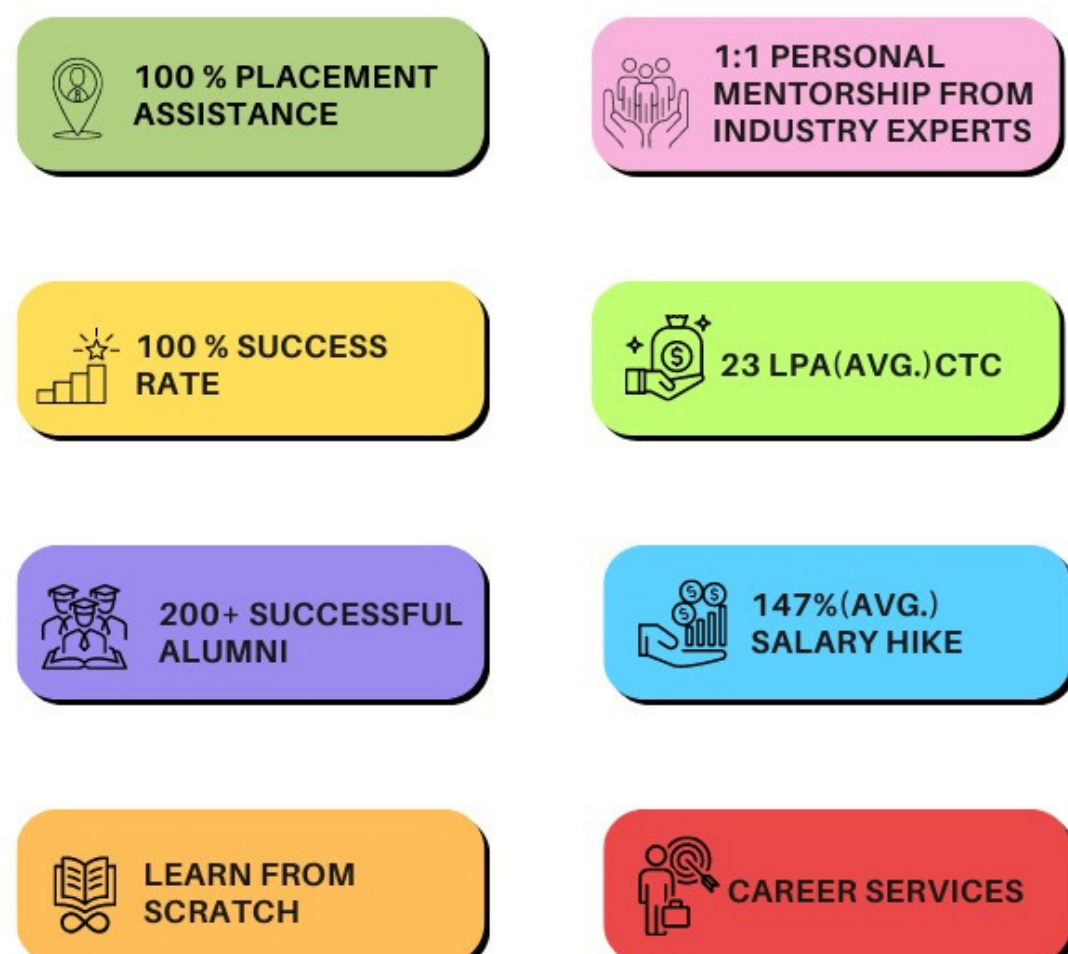 100 % PLACEMENT
ASSISTANCE
1:1 PERSONAL
MENTORSHIP FROM
INDUSTRY EXPERTS
100 % SUCCESS
RATE
23 LPA(AVG.)CTC
200+ SUCCESSFUL
ALUMNI
147%(AVG.)
SALARY HIKE
LEARN FROM
SCRATCH
CAREER SERVICES